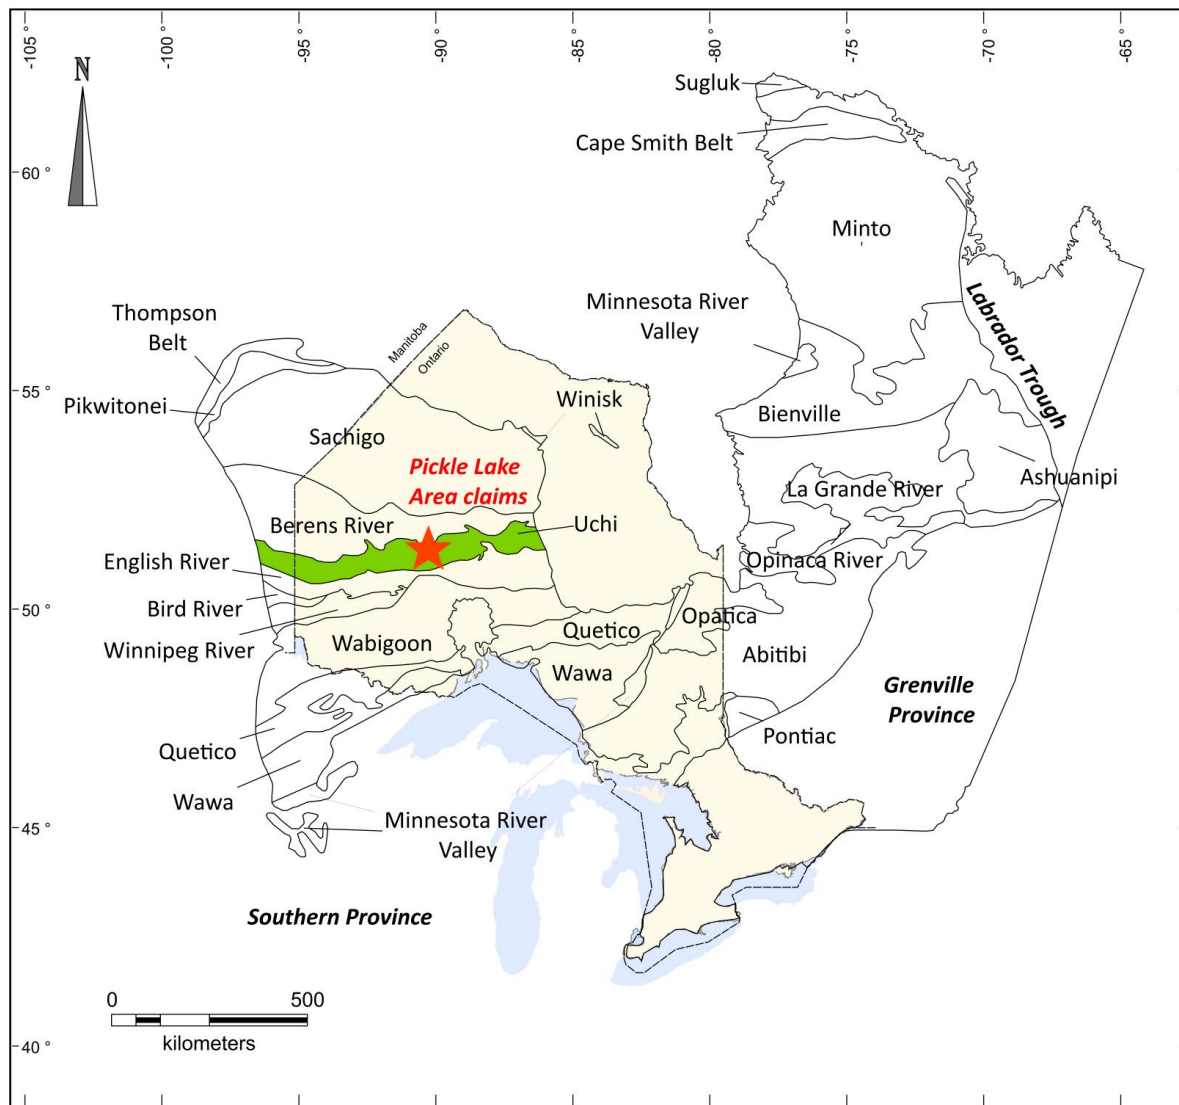 -105 °
-100 °
-95 °
-90 °
-85 °
-80 °
-75 °
-70 °
-65 °
N
Sugluk
Cape Smith Belt
60 °
Minto
Minnesota River
Valley
Labrador Trough
Thompson
Belt
Manitoba
Ontario
55 °
Pikwitonei
Winisk
Bienville
Sachigo
Pickle Lake
Area claims
Ashuanipi
La Grande River
Berens River
Uchi
English River
Opinaca River
Bird River
50 °
Opatica
Quetico
Winnipeg River
Wabigoon
Abitibi
Wawa
Grenville
Province
Pontiac
Quetico
Wawa
45 °
Minnesota River
Valley
Southern Province
0
500
kilometers
40 °